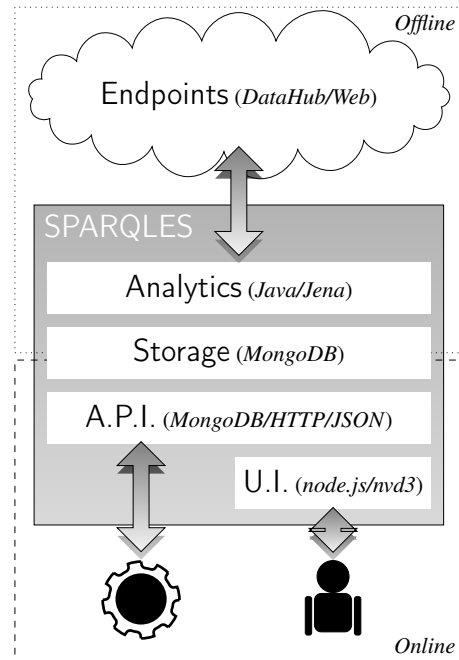 Offline
Endpoints (DataHub/Web)
SPARQLES
Analytics (Java/Jena)
Storage (MongoDB)
A.P.I. (MongoDB/HTTP/JSON)
U.I. (node.js/nvd3)
Online